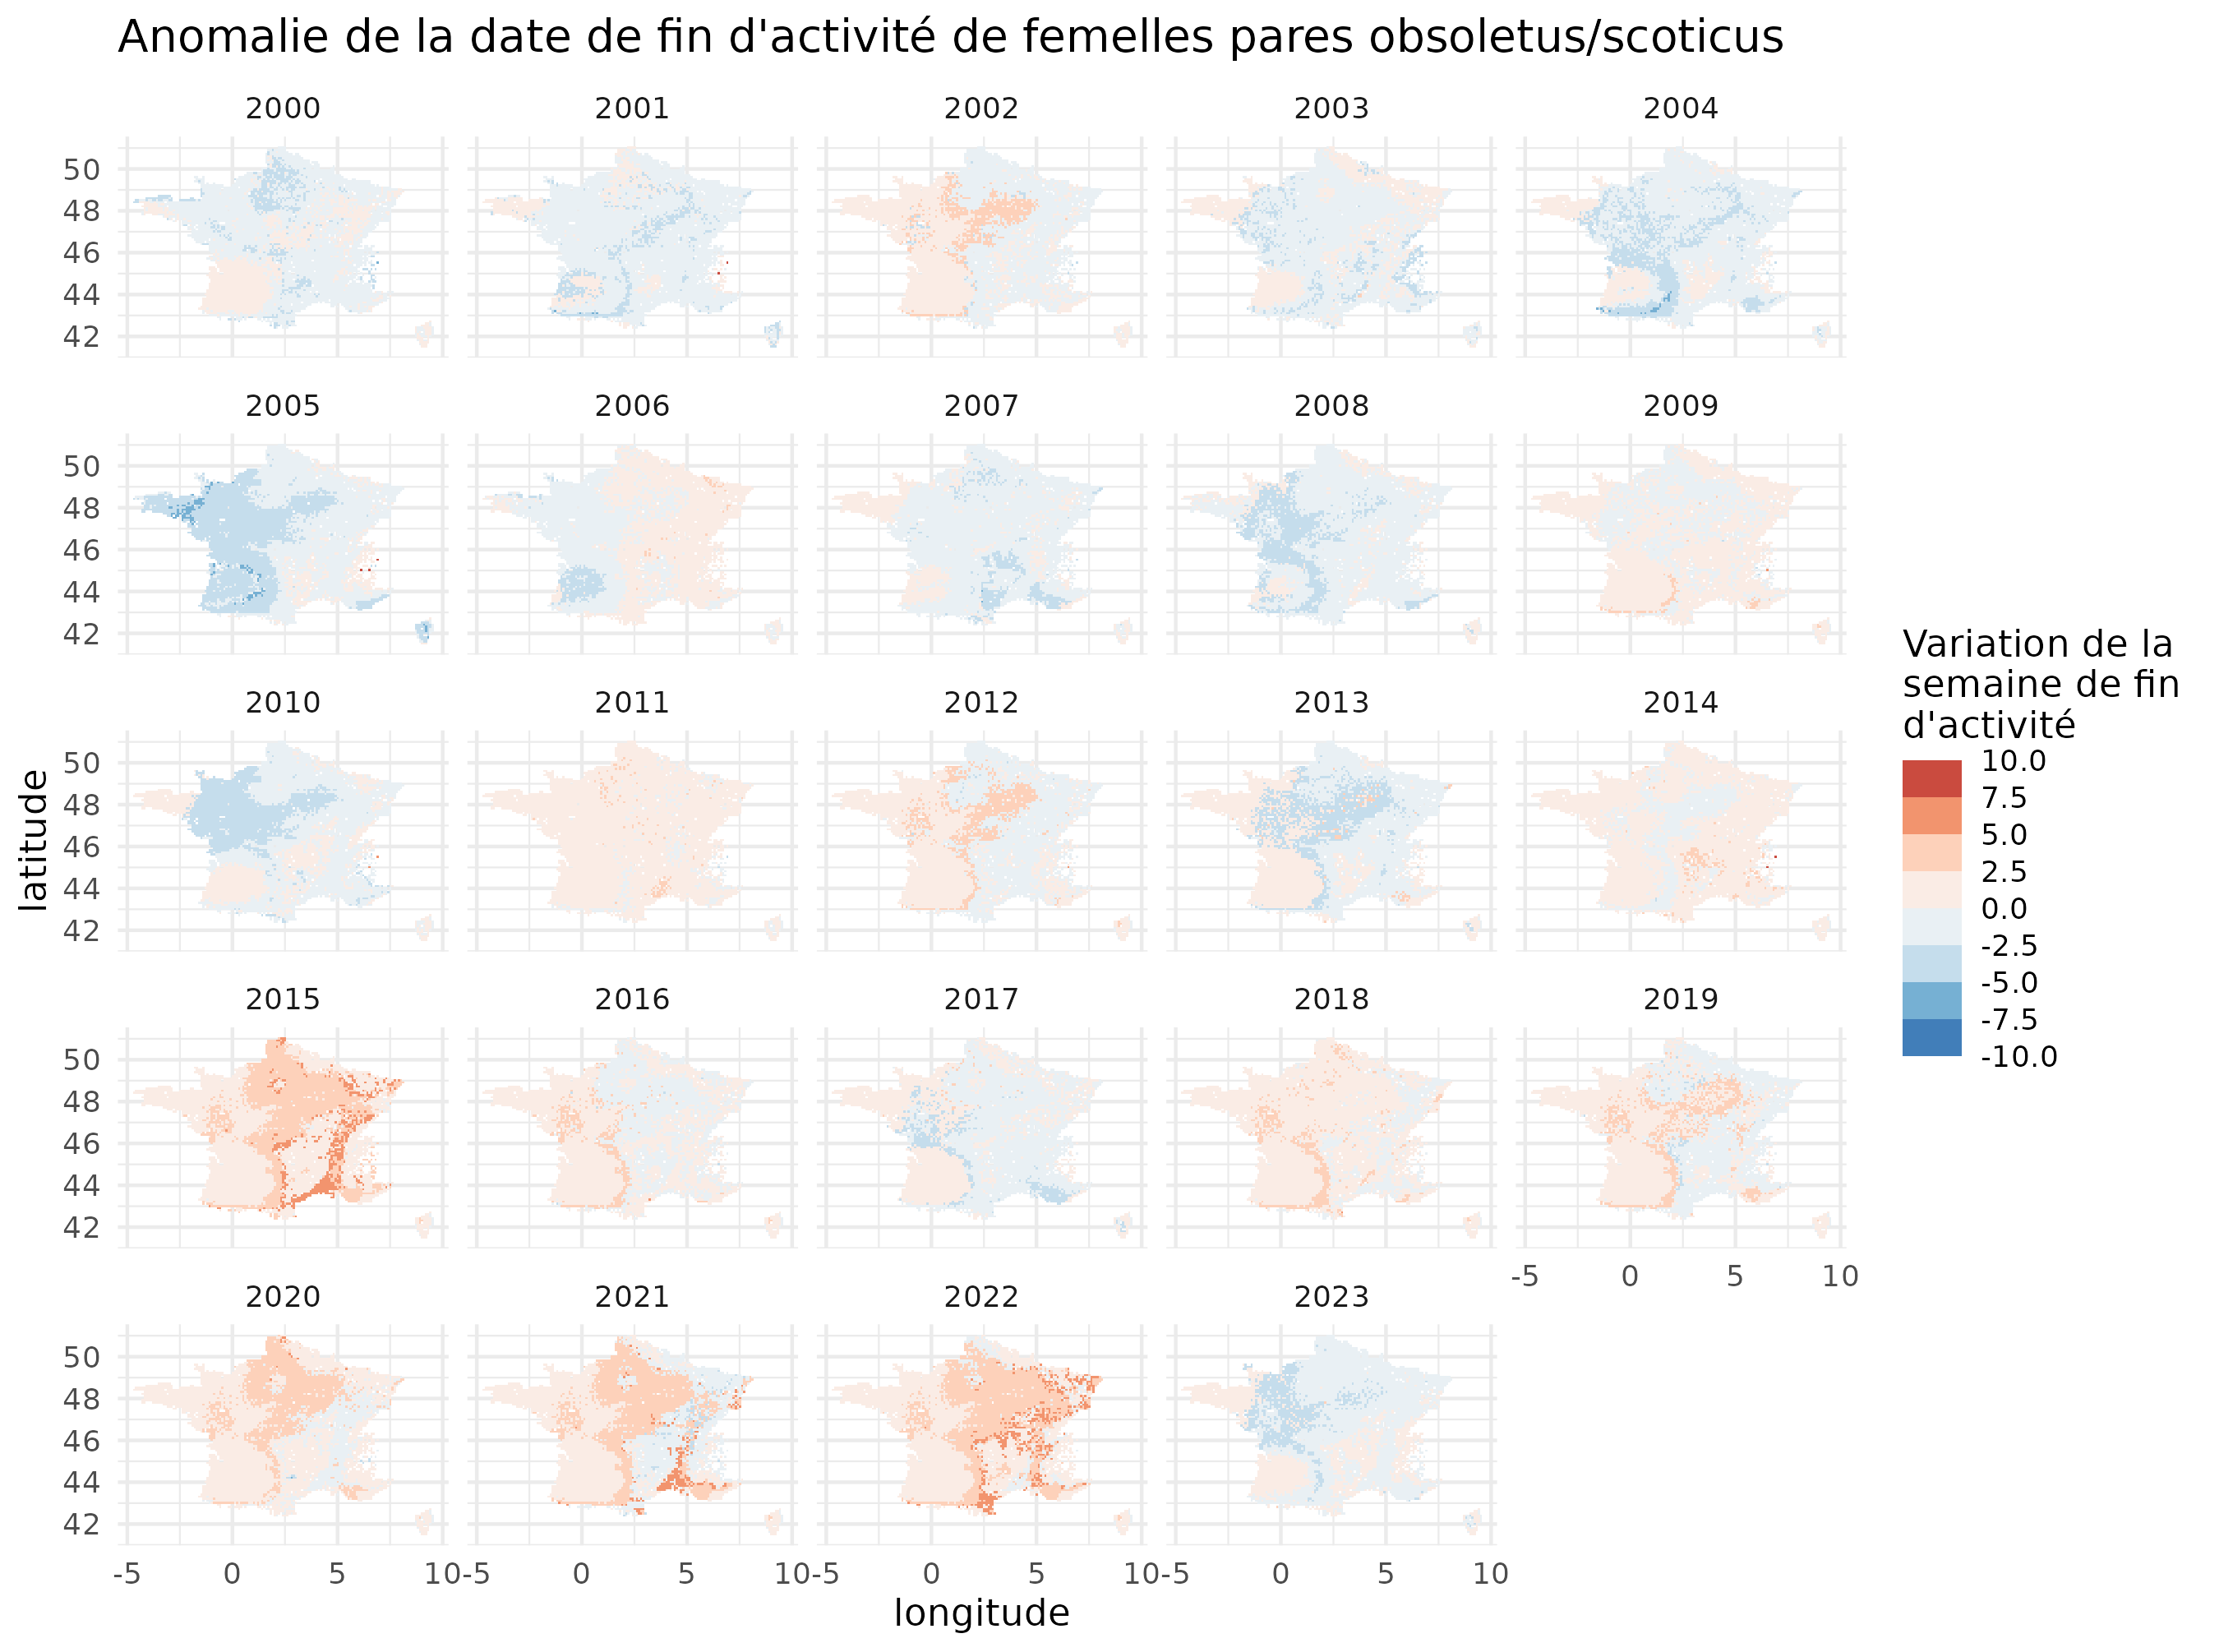 Anomalie de la date de fin d'activité de femelles pares obsoletus/scoticus
2000 2001 2002 2003 2004
50
48
46
44
42
2005 2006 2007 2008 2009
50
48
46
44
42
2010 2011 2012 2013 2014
50
48
46
44
42
2015 2016 2017 2018 2019
50
48
46
44
42
-5 0 5 10
2020 2021 2022 2023
50
48
46
44
42
-5 0 5 10 -5 0 5 10 -5 0 5 10 -5 0 5 10
longitude
latitude
Variation de la
semaine de fin
d'activité
10.0
7.5
5.0
2.5
0.0
-2.5
-5.0
-7.5
-10.0